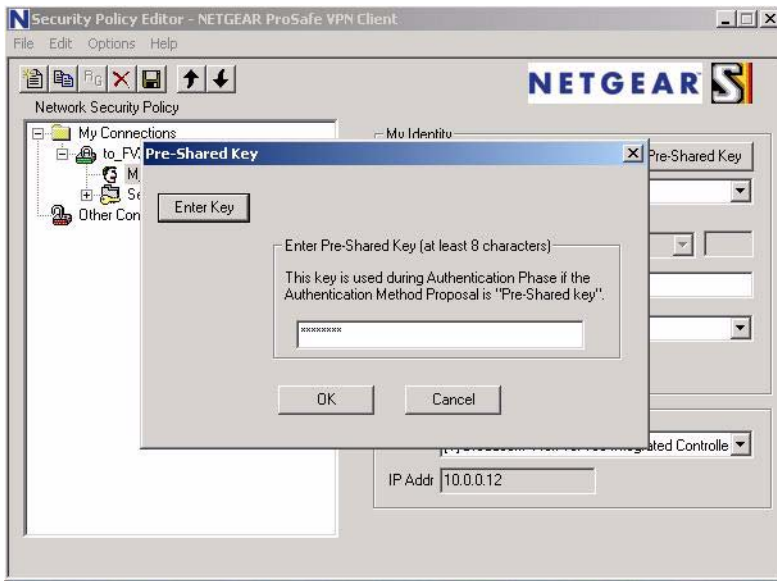 Security Policy Editor - NETGEAR ProSafe VPN Client
File Edit Options Help
NETGEAR
Network Security Policy
My Connections
to_FV
M
Se
Other Con
My Identity
Pre-Shared Key
Pre-Shared Key
Enter Key
Enter Pre-Shared Key (at least 8 characters)
This key is used during Authentication Phase if the
Authentication Method Proposal is "Pre-Shared key".
********
OK
Cancel
Controlle
IP Addr 10.0.0.12